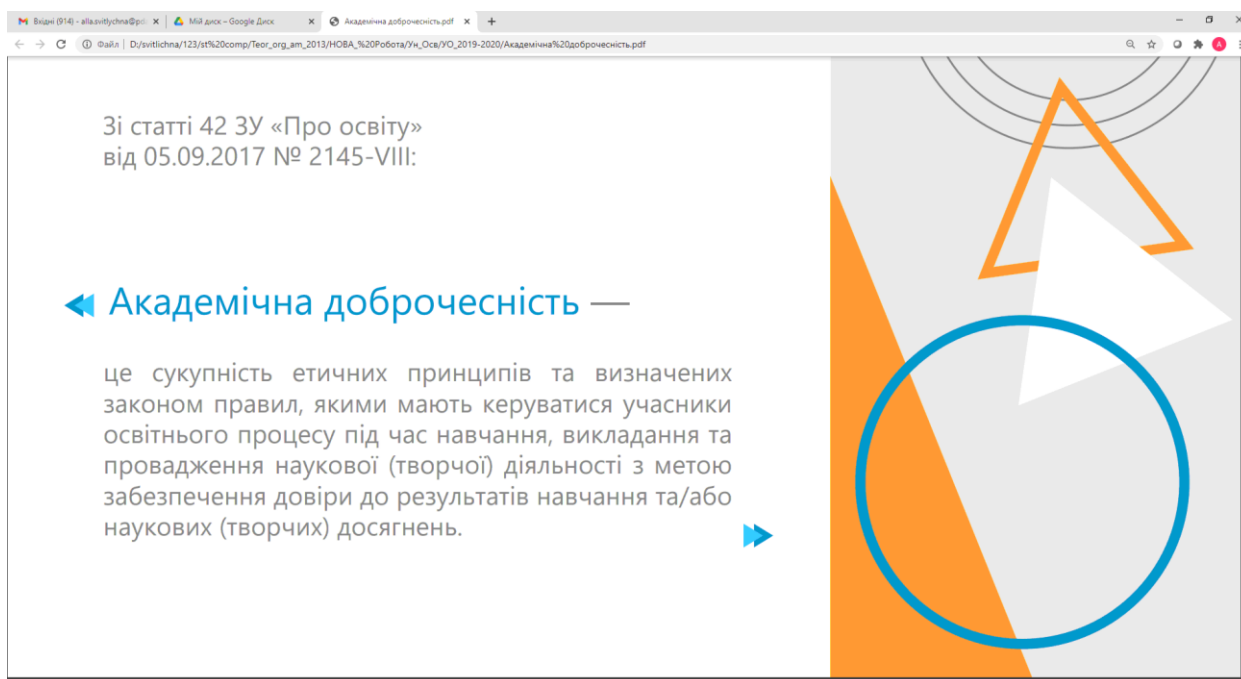 Вхідні (914) - alla.svitlychna@pd
Мій диск – Google Диск
Академічна доброчесність.pdf
Файл | D:/svitlichna/123/st%20comp/Teor_org_am_2013/НОВА_%20Робота/Ун_Осв/УО_2019-2020/Академічна%20доброчесність.pdf
А
Зі статті 42 ЗУ «Про освіту»
від 05.09.2017 № 2145-VIII:
Академічна доброчесність —
це сукупність етичних принципів та визначених
законом правил, якими мають керуватися учасники
освітнього процесу під час навчання, викладання та
провадження наукової (творчої) діяльності з метою
забезпечення довіри до результатів навчання та/або
наукових (творчих) досягнень.